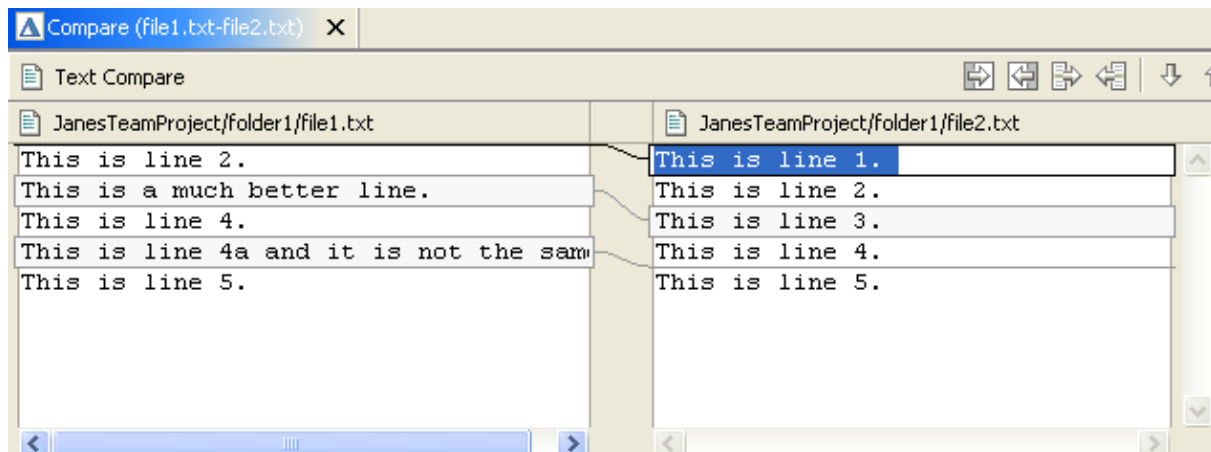 Compare (file1.txt-file2.txt)
Text Compare
JanesTeamProject/folder1/file1.txt
This is line 2.
This is a much better line.
This is line 4.
This is line 4a and it is not the
This is line 5.
JanesTeamProject/folder1/file2.txt
This is line 1.
This is line 2.
This is line 3.
This is line 4.
This is line 5.